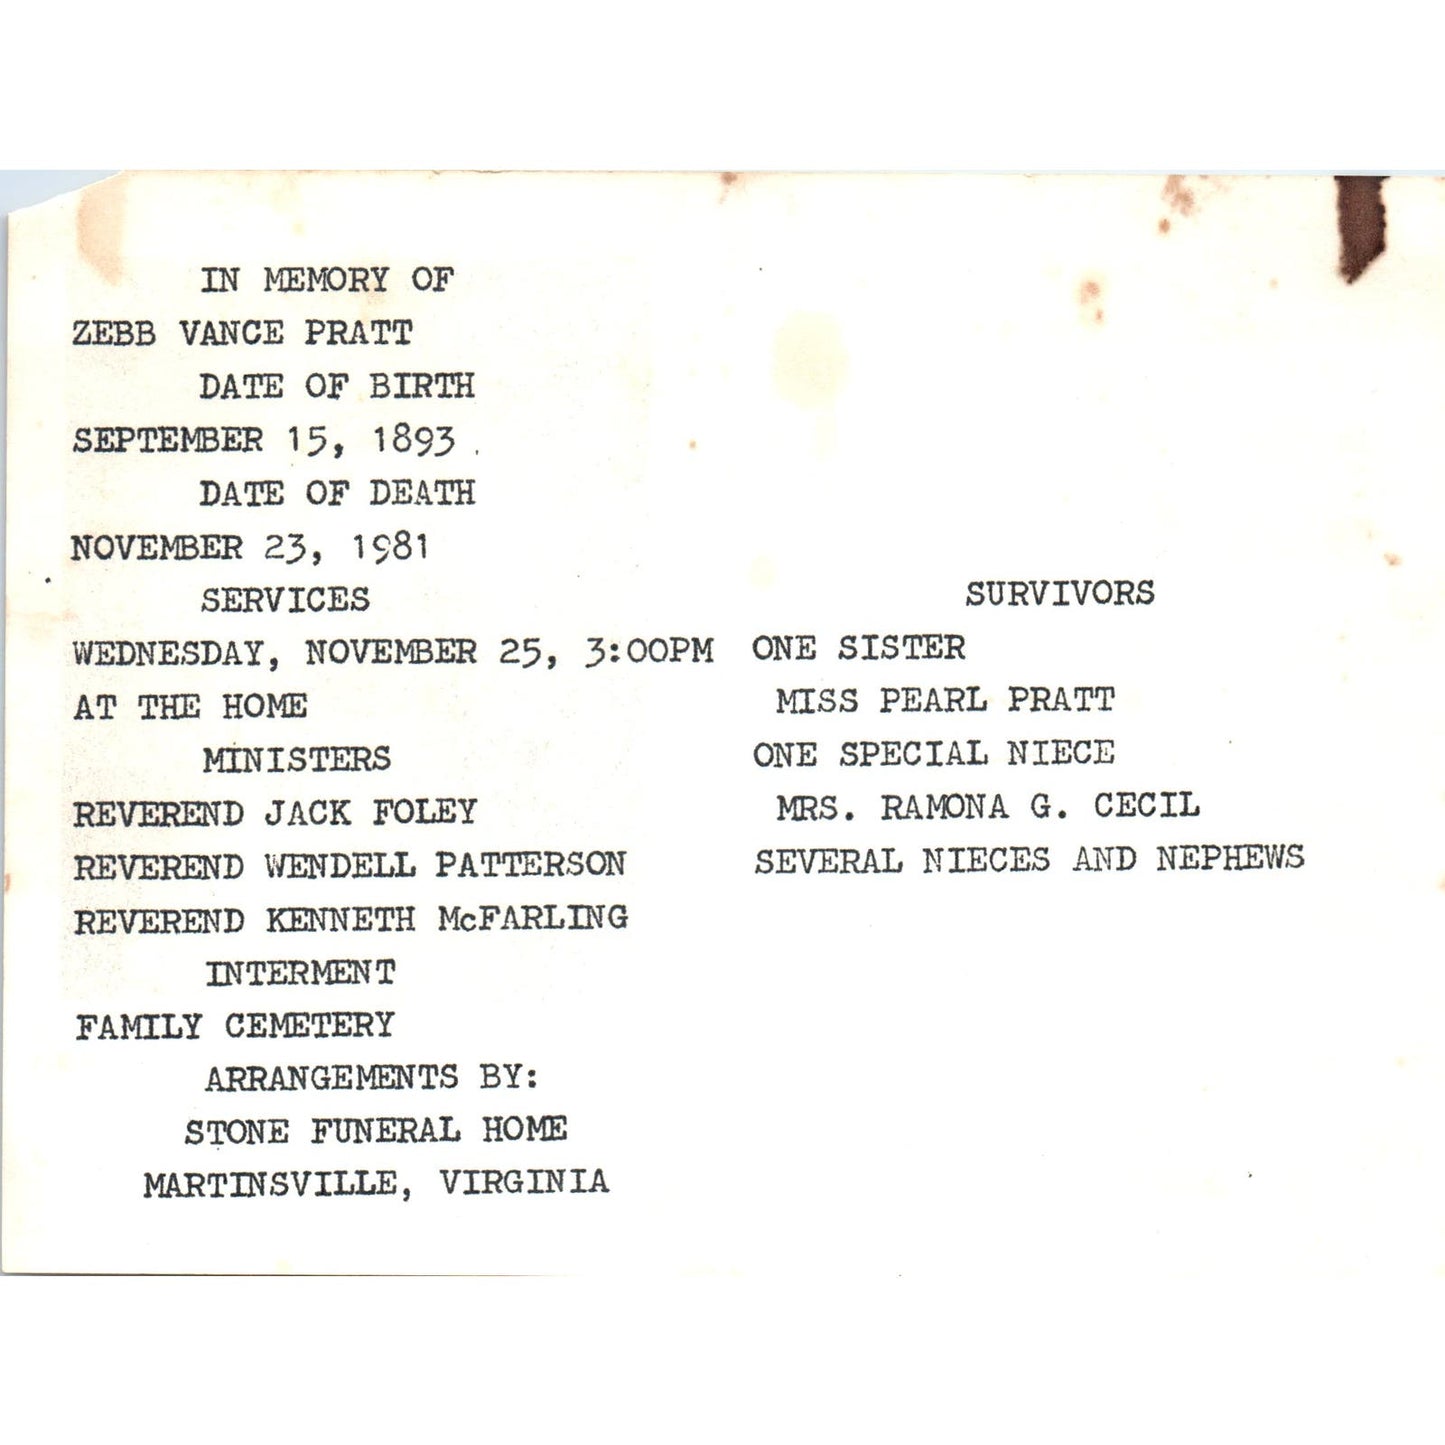 IN MEMORY OF
ZEBB VANCE PRATT
DATE OF BIRTH
SEPTEMBER 15, 1893
DATE OF DEATH
NOVEMBER 23, 1981
SERVICES
WEDNESDAY, NOVEMBER 25, 3:00PM
AT THE HOME
MINISTERS
REVEREND JACK FOLEY
REVEREND WENDELL PATTERSON
REVEREND KENNETH McFARLING
INTERMENT
FAMILY CEMETERY
ARRANGEMENTS BY:
STONE FUNERAL HOME
MARTINSVILLE, VIRGINIA
SURVIVORS
ONE SISTER
MISS PEARL PRATT
ONE SPECIAL NIECE
MRS. RAMONA G. CECIL
SEVERAL NIECES AND NEPHEWS